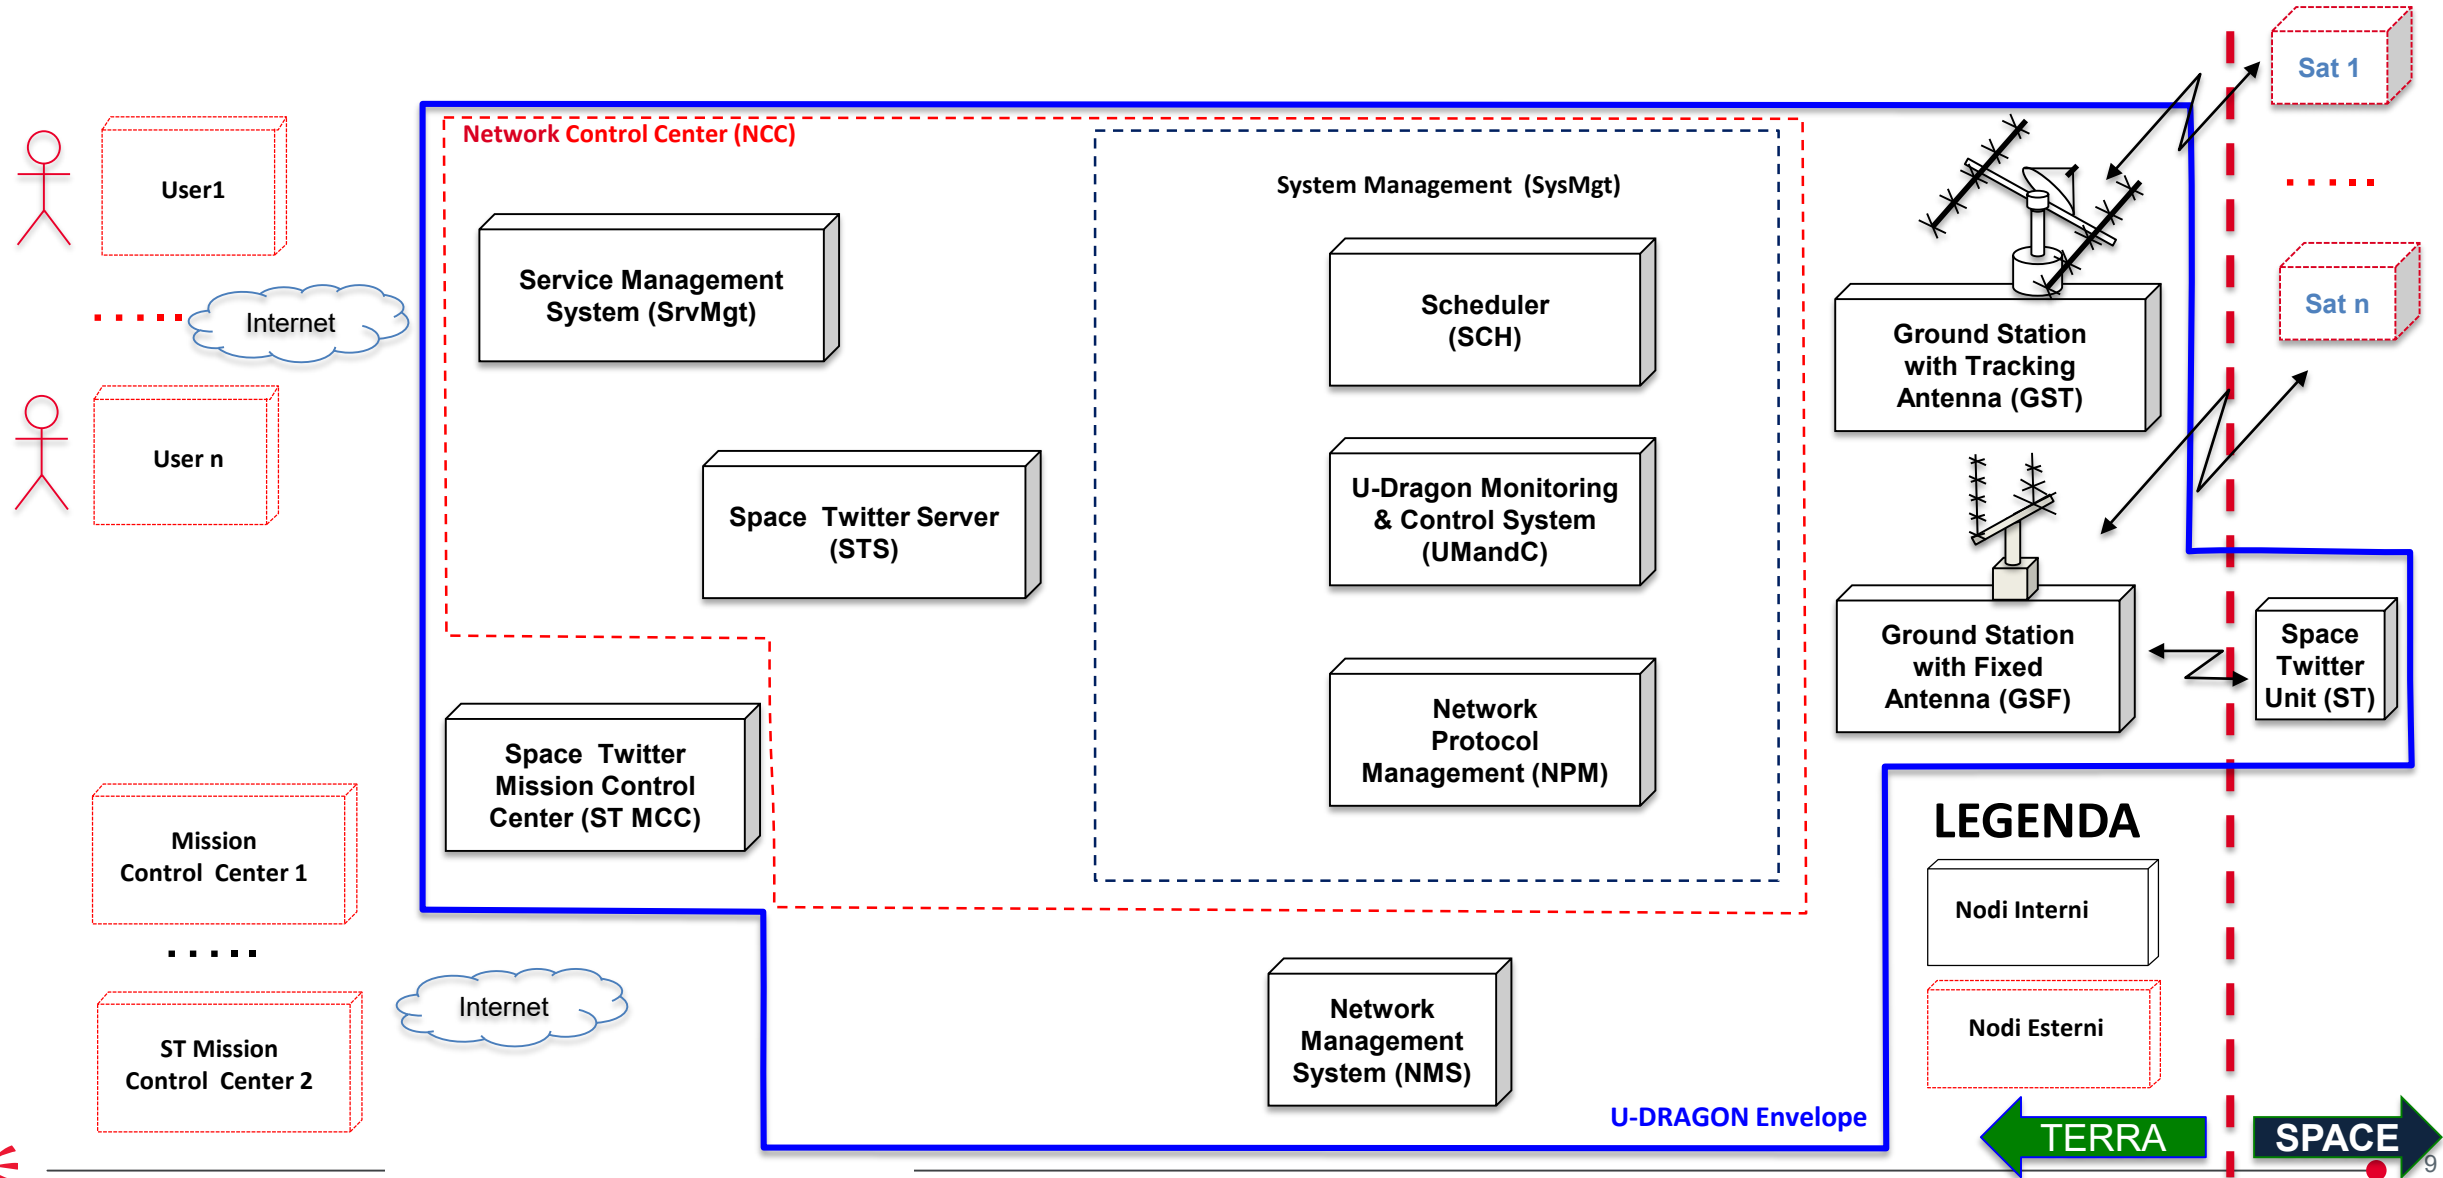 Network Control Center (NCC)
System Management (SysMgt)
User1
Internet
User n
Service Management
System (SrvMgt)
Space Twitter Server
(STS)
Space Twitter
Mission Control
Center (ST MCC)
Scheduler
(SCH)
U-Dragon Monitoring
& Control System
(UMandC)
Network
Protocol
Management (NPM)
Ground Station
with Tracking
Antenna (GST)
Ground Station
with Fixed
Antenna (GSF)
Sat 1
Sat n
Space
Twitter
Unit (ST)
Mission
Control Center 1
ST Mission
Control Center 2
Internet
Network
Management
System (NMS)
U-DRAGON Envelope
LEGENDA
Nodi Interni
Nodi Esterni
TERRA
SPACE
9